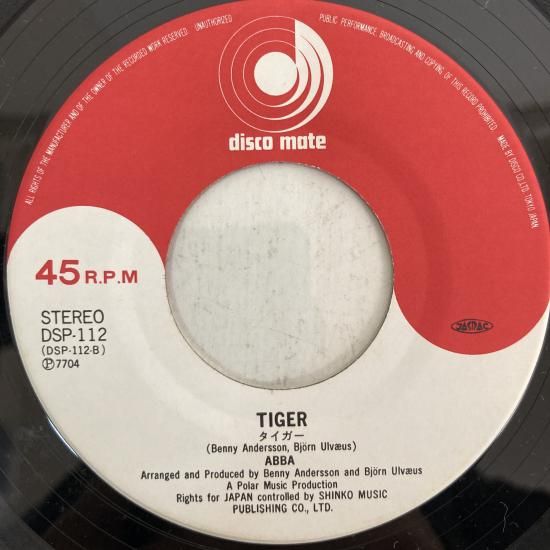 ALL RIGHTS OF THE MANUFACTURER AND OF THE OWNER OF THE RECORDED WORK RESERVED. UNAUTHORIZED PUBLIC PERFORMANCE BROADCASTING AND COPYING OF THIS RECORD PROHIBITED. MADE BY DISCO CO., LTD. TOKYO JAPAN
disco mate
45 R.P.M
STEREO
DSP-112
(DSP-112-B)
Ⓟ7704
JASRAC
TIGER
タイガー
(Benny Andersson, Björn Ulvæus)
ABBA
Arranged and Produced by Benny Andersson and Björn Ulvæus
A Polar Music Production
Rights for JAPAN controlled by SHINKO MUSIC
PUBLISHING CO., LTD.